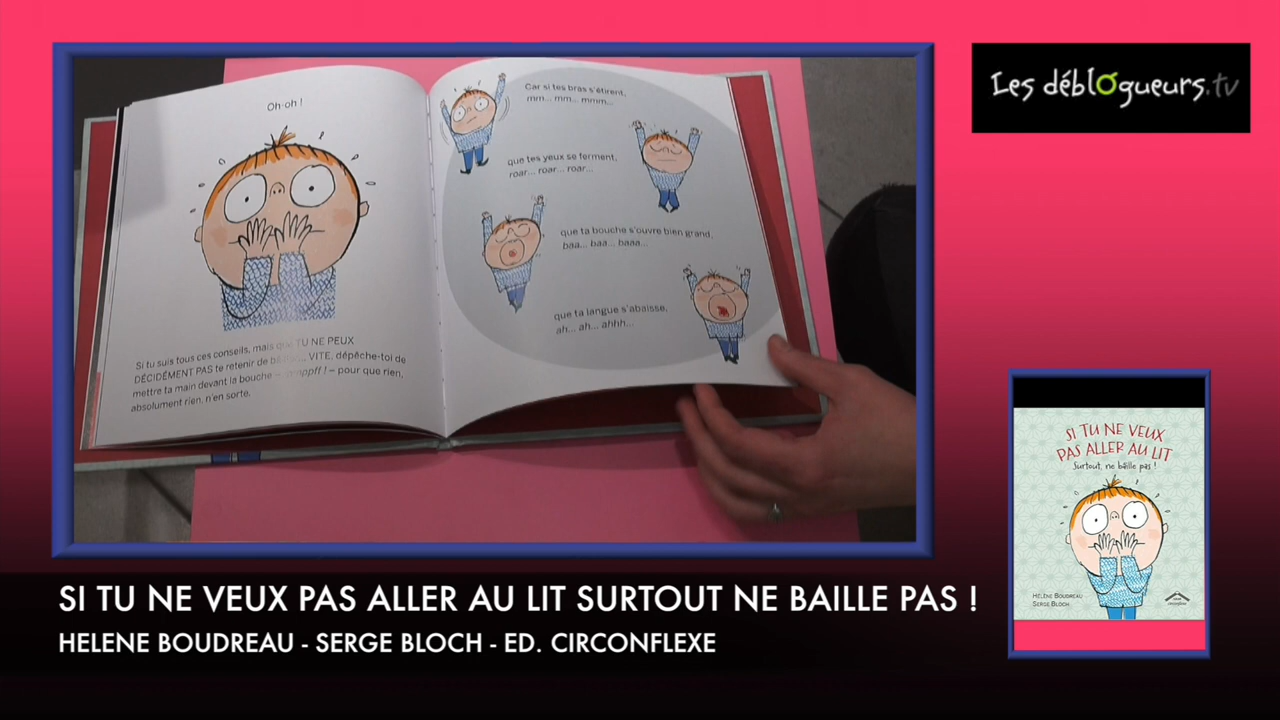 Les déblogueurs.tv
Oh-oh !
Si tu suis tous ces conseils, mais que TU NE PEUX
DÉCIDÉMENT PAS te retenir de VITE, dépêche-toi de
mettre ta main devant la bouche – – pour que rien,
absolument rien, n'en sorte.
Car si tes bras s'étirent,
mm... mm... mmm...
que tes yeux se ferment,
roar... roar... roar...
que ta bouche s'ouvre bien grand,
baa... baa... baaa...
que ta langue s'abaisse,
ah... ah... ahhh...
SI TU NE VEUX
PAS ALLER AU LIT
Surtout, ne bâille pas !
HÉLÈNE BOUDREAU
SERGE BLOCH
SI TU NE VEUX PAS ALLER AU LIT SURTOUT NE BAILLE PAS !
HELENE BOUDREAU - SERGE BLOCH - ED. CIRCONFLEXE